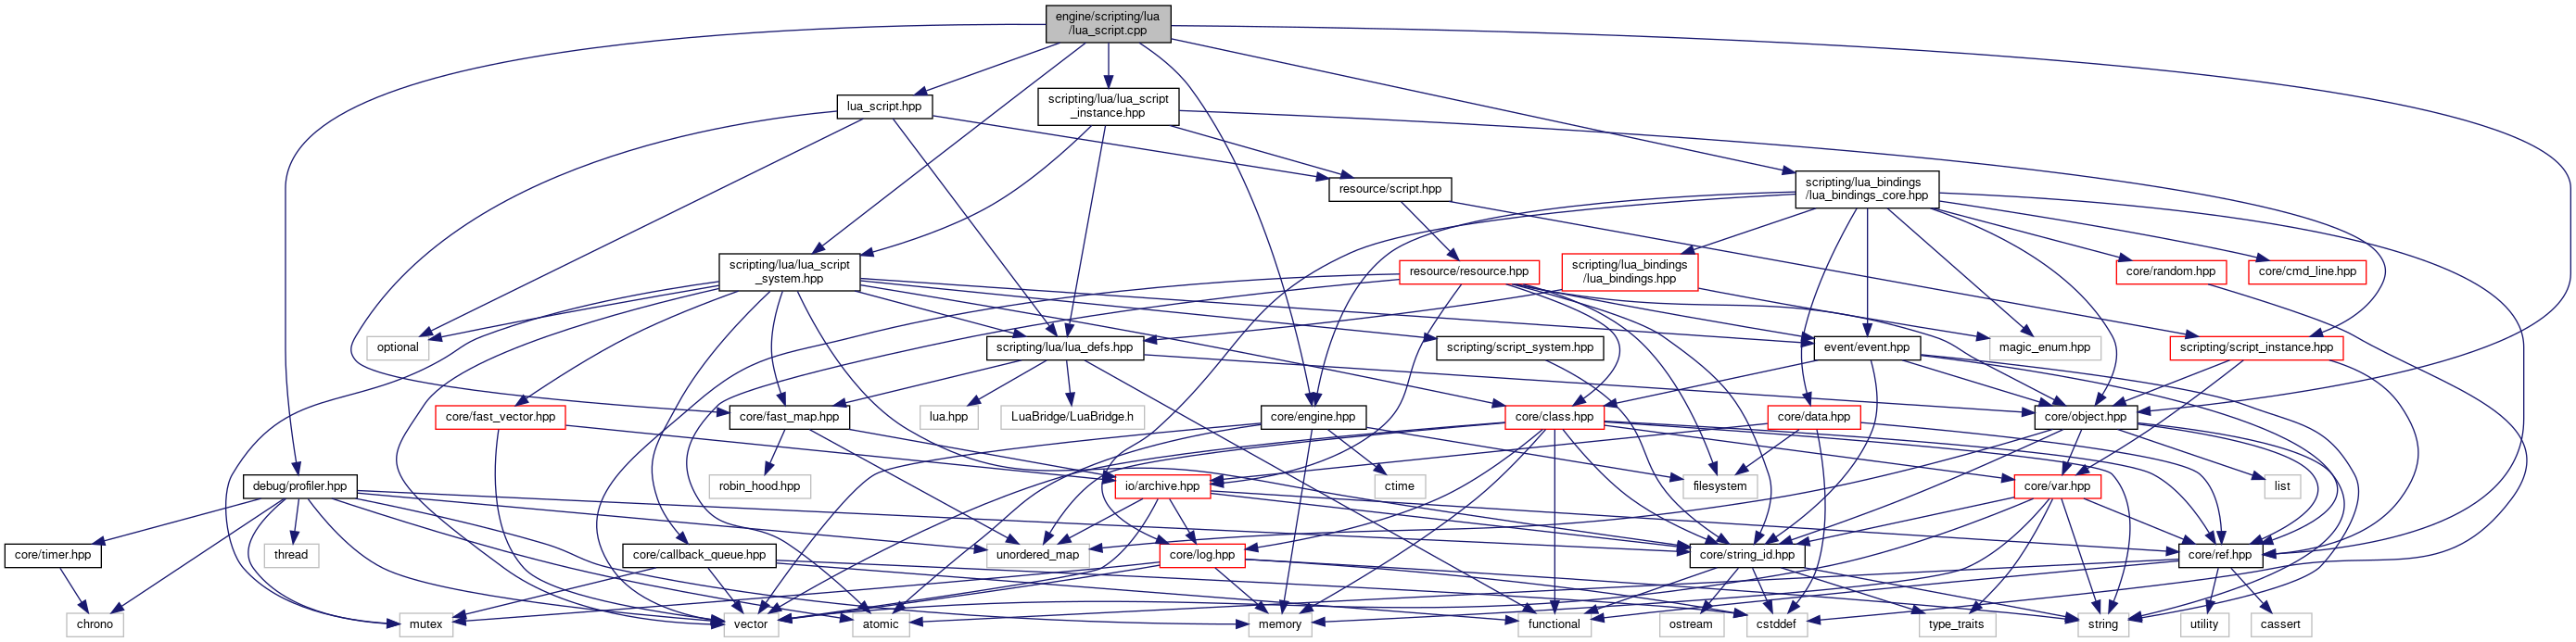 engine/scripting/lua
/lua_script.cpp
lua_script.hpp
scripting/lua/lua_script
_instance.hpp
resource/script.hpp
scripting/lua_bindings
/lua_bindings_core.hpp
scripting/lua/lua_script
_system.hpp
resource/resource.hpp
scripting/lua_bindings
/lua_bindings.hpp
core/random.hpp
core/cmd_line.hpp
optional
scripting/lua/lua_defs.hpp
scripting/script_system.hpp
event/event.hpp
magic_enum.hpp
scripting/script_instance.hpp
core/fast_vector.hpp
core/fast_map.hpp
lua.hpp
LuaBridge/LuaBridge.h
core/engine.hpp
core/class.hpp
core/data.hpp
core/object.hpp
debug/profiler.hpp
robin_hood.hpp
io/archive.hpp
ctime
filesystem
core/var.hpp
list
core/timer.hpp
thread
core/callback_queue.hpp
unordered_map
core/log.hpp
core/string_id.hpp
core/ref.hpp
chrono
mutex
vector
atomic
memory
functional
ostream
cstddef
type_traits
string
utility
cassert